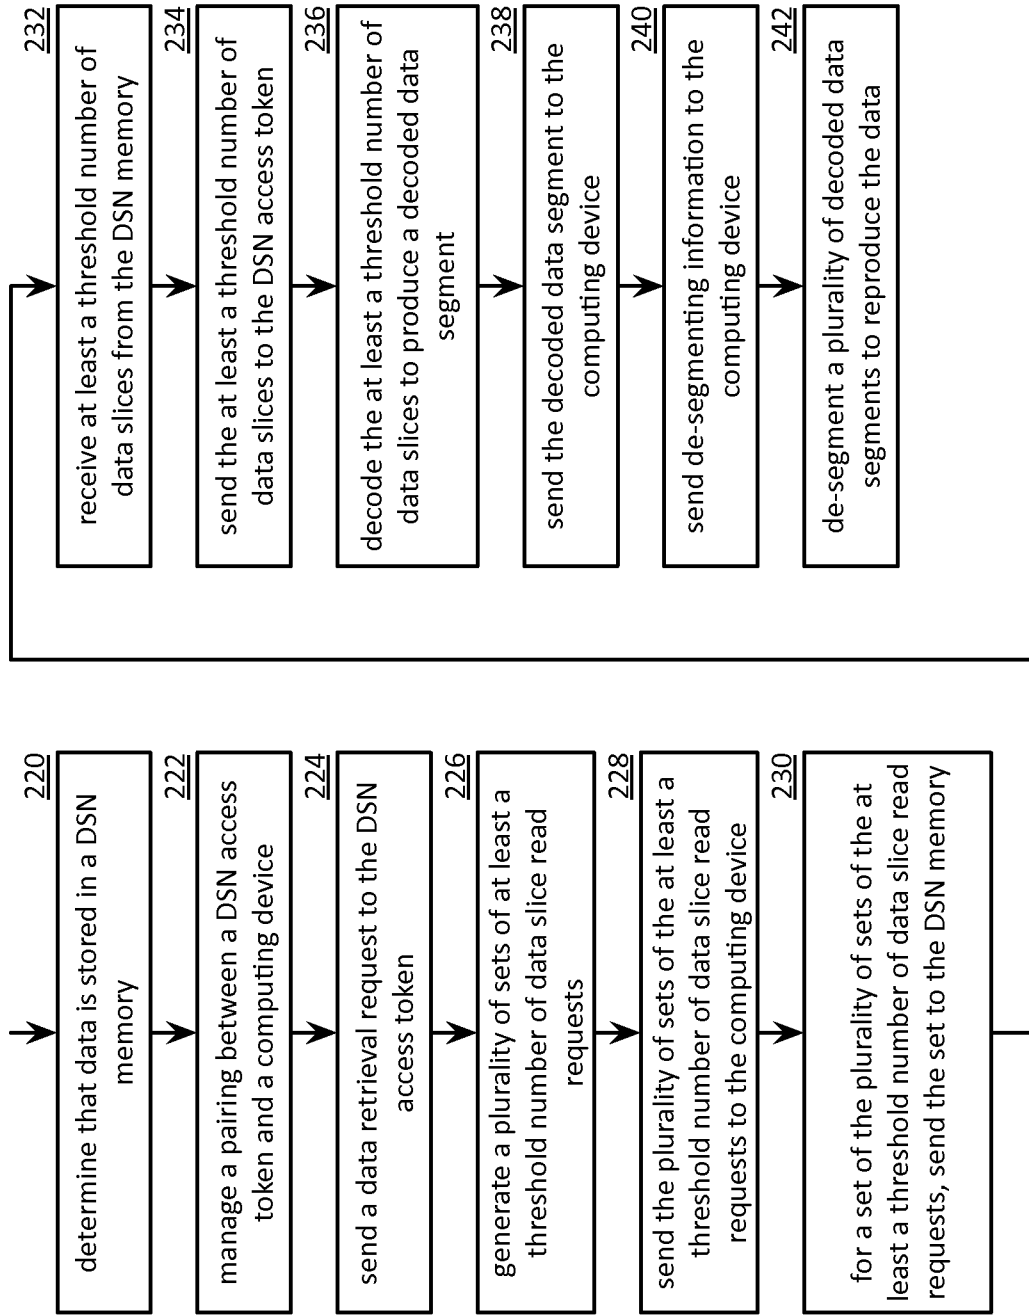 220
determine that data is stored in a DSN
memory
222
manage a pairing between a DSN access
token and a computing device
224
send a data retrieval request to the DSN
access token
226
generate a plurality of sets of at least a
threshold number of data slice read
requests
228
send the plurality of sets of the at least a
threshold number of data slice read
requests to the computing device
230
for a set of the plurality of sets of the at
least a threshold number of data slice read
requests, send the set to the DSN memory
232
receive at least a threshold number of
data slices from the DSN memory
234
send the at least a threshold number of
data slices to the DSN access token
236
decode the at least a threshold number of
data slices to produce a decoded data
segment
238
send the decoded data segment to the
computing device
240
send de-segmenting information to the
computing device
242
de-segment a plurality of decoded data
segments to reproduce the data